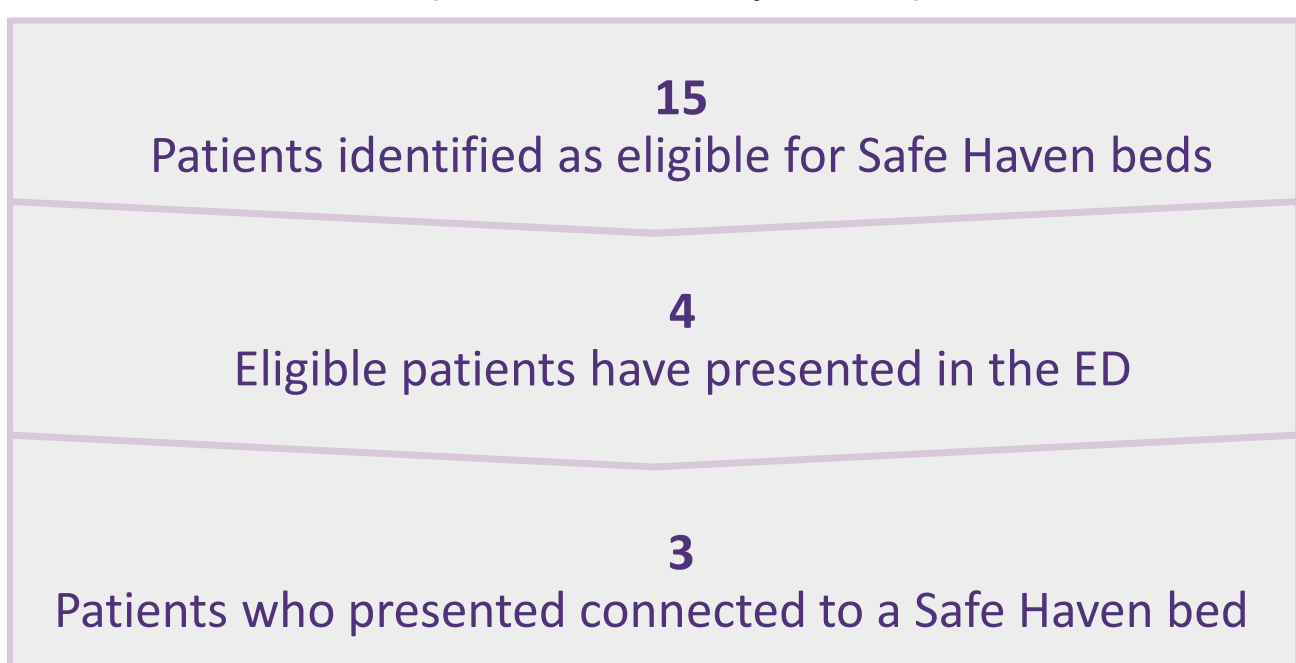 15
Patients identified as eligible for Safe Haven beds
4
Eligible patients have presented in the ED
3
Patients who presented connected to a Safe Haven bed